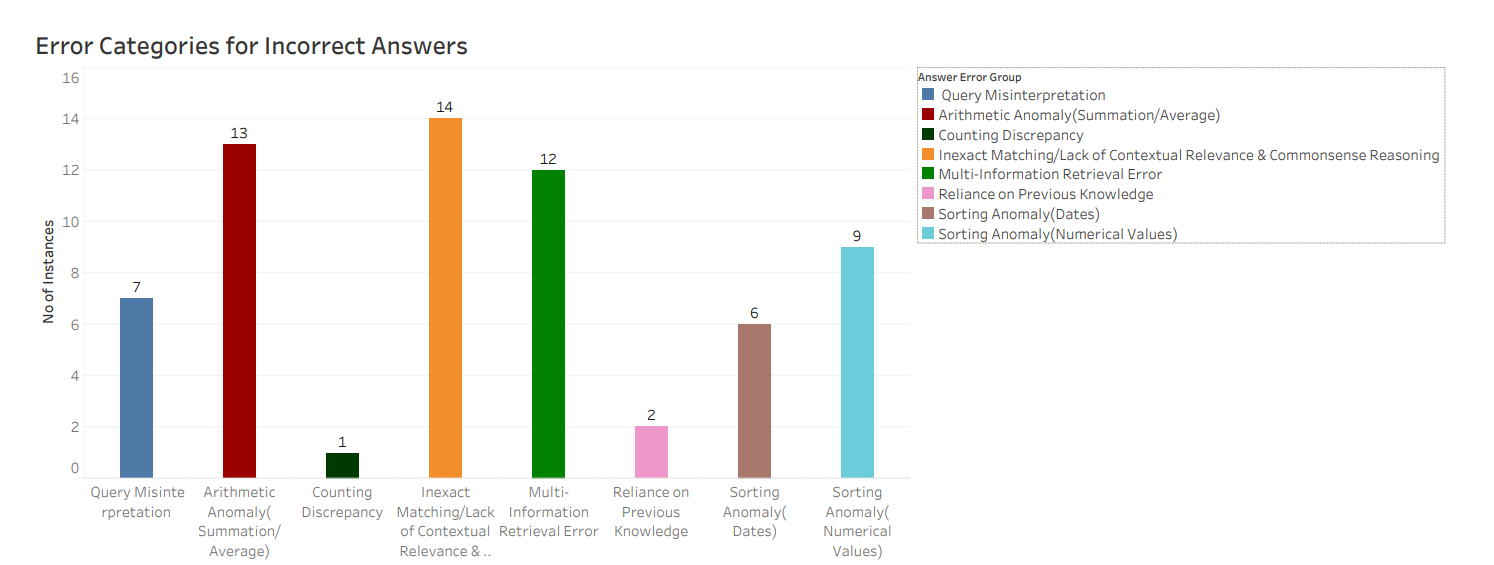 Error Categories for Incorrect Answers
16
14
12
10
8
6
4
2
0
No of Instances
7
13
1
14
12
2
6
9
Query Misinte
rpretation
Arithmetic
Anomaly(
Summation/
Average)
Counting
Discrepancy
Inexact
Matching/Lack
of Contextual
Relevance & ..
Multi-
Information
Retrieval Error
Reliance on
Previous
Knowledge
Sorting
Anomaly(
Dates)
Sorting
Anomaly(
Numerical
Values)
Answer Error Group
Query Misinterpretation
Arithmetic Anomaly(Summation/Average)
Counting Discrepancy
Inexact Matching/Lack of Contextual Relevance & Commonsense Reasoning
Multi-Information Retrieval Error
Reliance on Previous Knowledge
Sorting Anomaly(Dates)
Sorting Anomaly(Numerical Values)